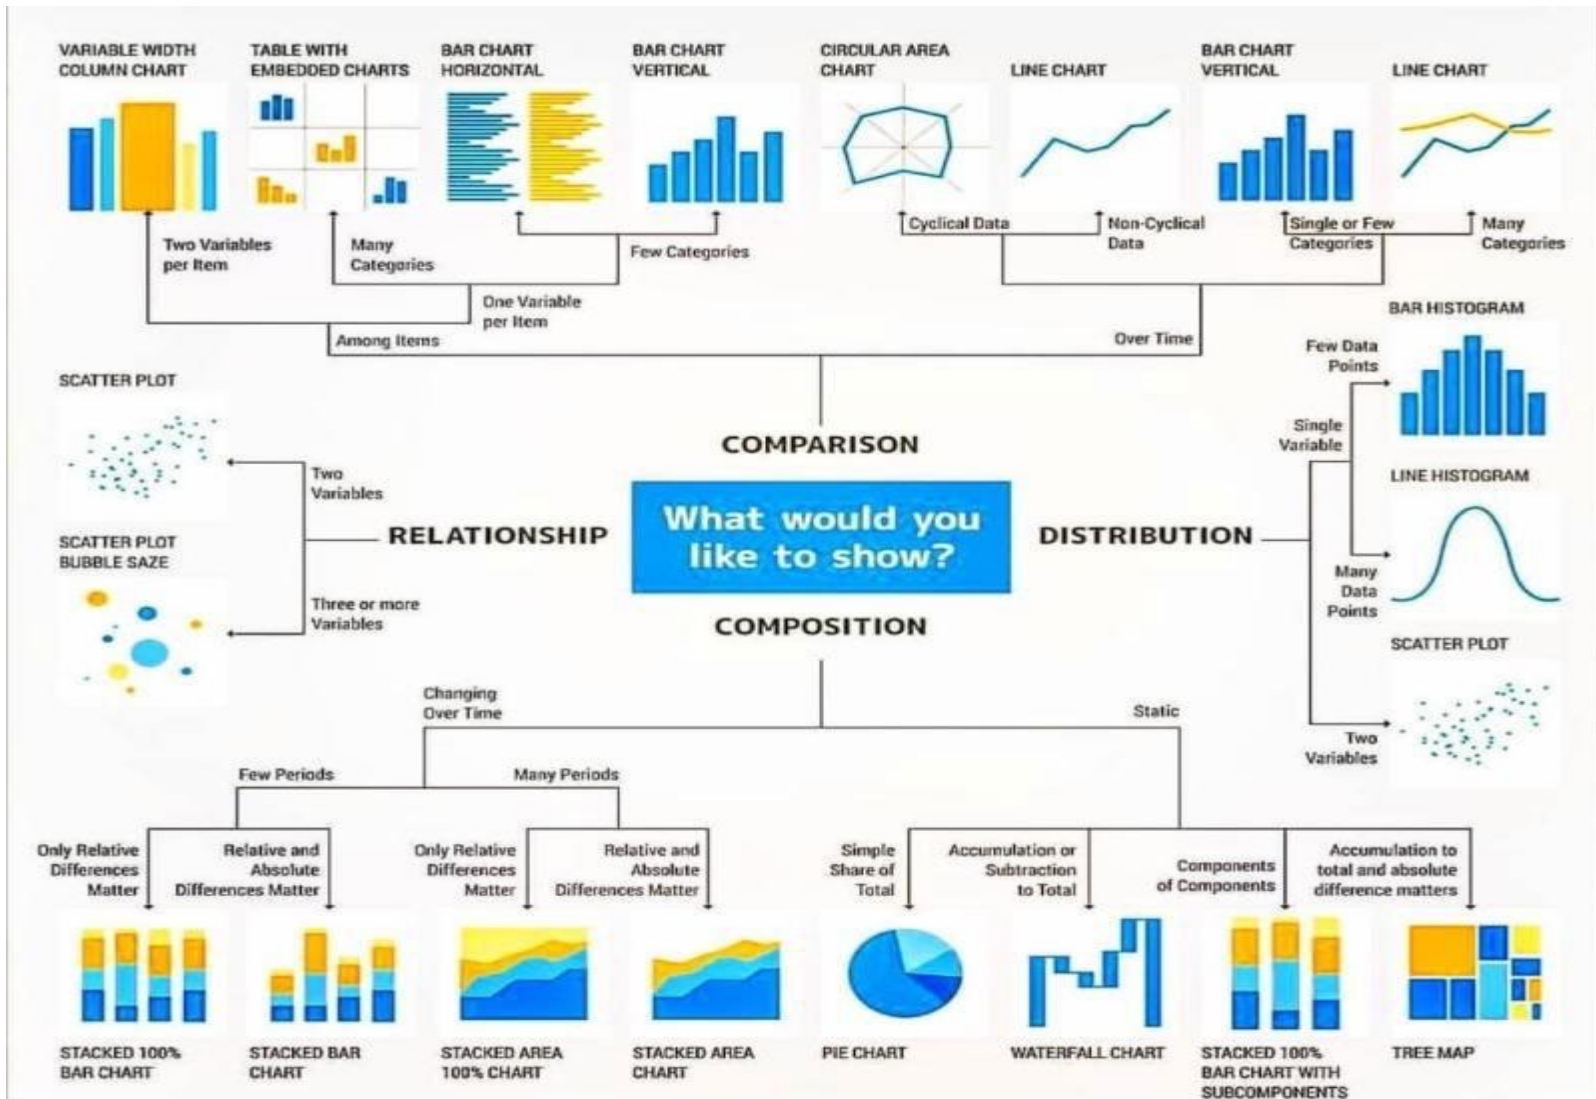 VARIABLE WIDTH
COLUMN CHART
TABLE WITH
EMBEDDED CHARTS
BAR CHART
HORIZONTAL
BAR CHART
VERTICAL
CIRCULAR AREA
CHART
LINE CHART
BAR CHART
VERTICAL
LINE CHART
Two Variables
per Item
Many
Categories
Few Categories
Cyclical Data
Non-Cyclical
Data
Single or Few
Categories
Many
Categories
One Variable
per Item
Among Items
Over Time
BAR HISTOGRAM
Few Data
Points
Single
Variable
LINE HISTOGRAM
Many
Data
Points
SCATTER PLOT
Two
Variables
SCATTER PLOT
Two
Variables
SCATTER PLOT
BUBBLE SAZE
Three or more
Variables
COMPARISON
RELATIONSHIP
What would you
like to show?
DISTRIBUTION
COMPOSITION
Changing
Over Time
Static
Few Periods
Many Periods
Only Relative
Differences
Matter
Relative and
Absolute
Differences Matter
Only Relative
Differences
Matter
Relative and
Absolute
Differences Matter
Simple
Share of
Total
Accumulation or
Subtraction
to Total
Components
of Components
Accumulation to
total and absolute
difference matters
STACKED 100%
BAR CHART
STACKED BAR
CHART
STACKED AREA
100% CHART
STACKED AREA
CHART
PIE CHART
WATERFALL CHART
STACKED 100%
BAR CHART WITH
SUBCOMPONENTS
TREE MAP